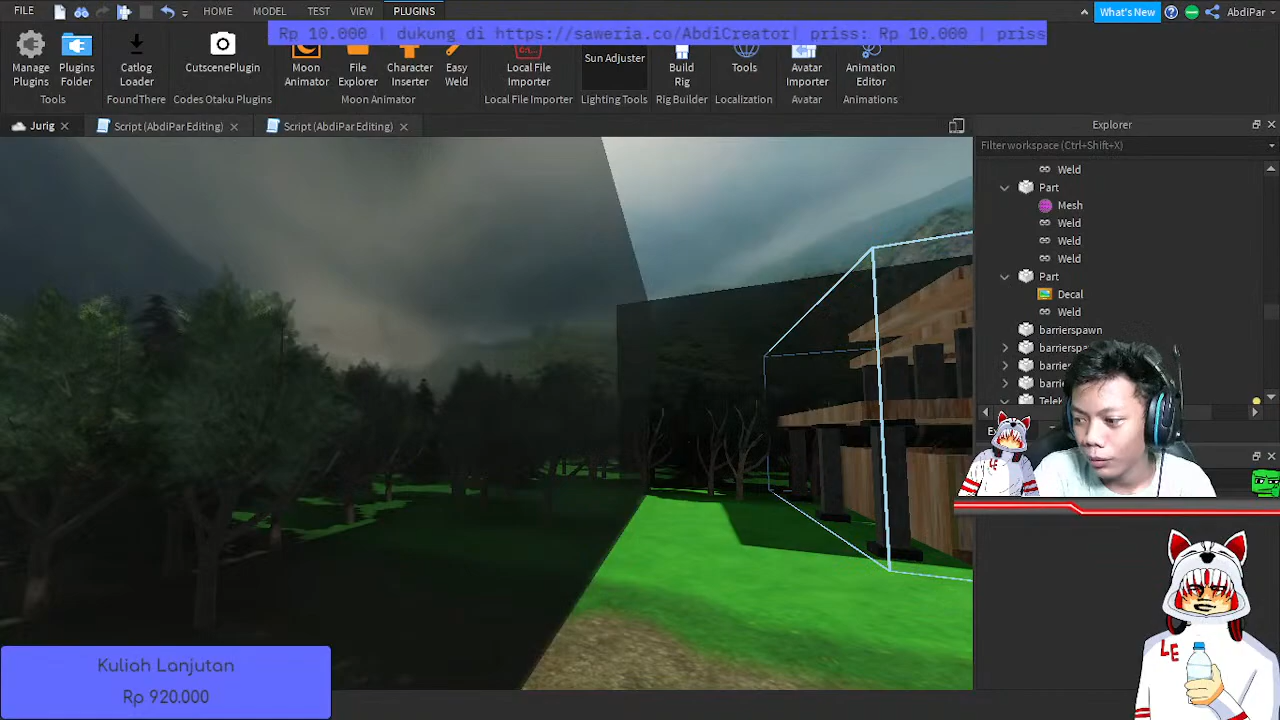 FILE HOME MODEL TEST VIEW PLUGINS What's New AbdiPar
Rp 10.000 | dukung di https://saweria.co/AbdiCreator| priss: Rp 10.000 | priss
Manage Plugins
Plugins Folder
Tools
Catlog Loader
FoundThere
CutscenePlugin
Codes Otaku Plugins
Moon Animator
File Explorer
Character Inserter
Easy Weld
Moon Animator
Local File Importer
Local File Importer
Sun Adjuster
Lighting Tools
Build Rig
Rig Builder
Tools
Localization
Avatar Importer
Avatar
Animation Editor
Animations
Jurig
Script (AbdiPar Editing)
Script (AbdiPar Editing)
Explorer
Filter workspace (Ctrl+Shift+X)
Weld
Part
Mesh
Weld
Weld
Weld
Part
Decal
Weld
barrierspawn
LE
LE
Kuliah Lanjutan
Rp 920.000